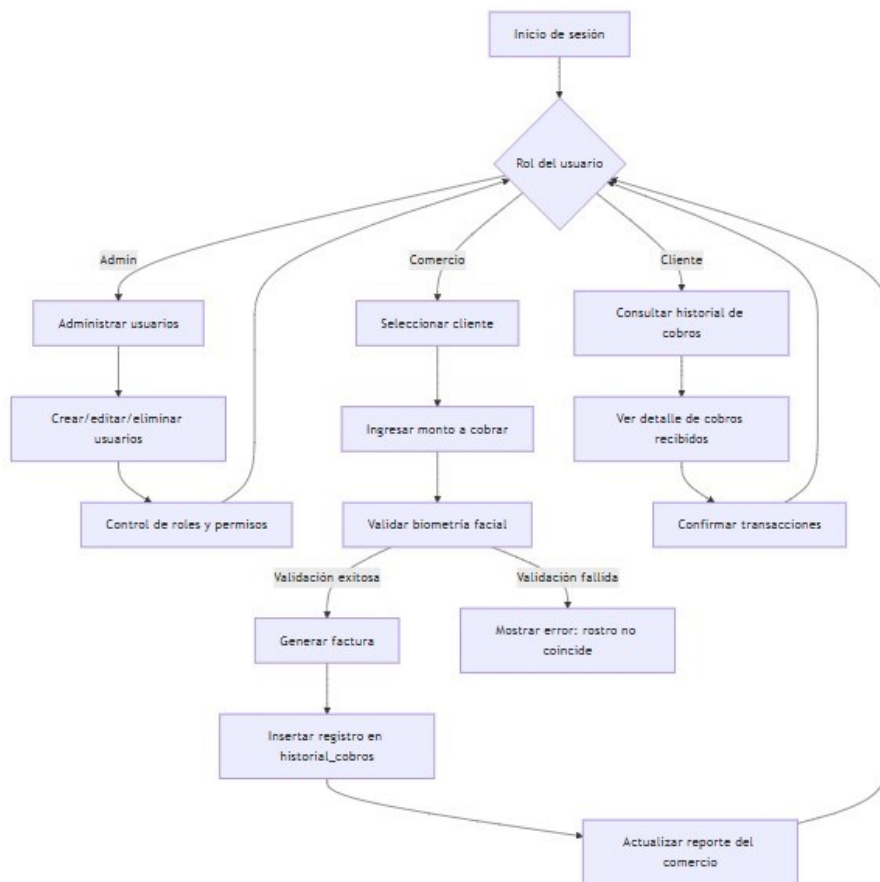 Inicio de sesión
Rol del usuario
Admin
Comercio
Cliente
Administrar usuarios
Seleccionar cliente
Consultar historial de
cobros
Crear/editar/eliminar
usuarios
Ingresar monto a cobrar
Ver detalle de cobros
recibidos
Control de roles y permisos
Validar biometría facial
Confirmar transacciones
Validación exitosa
Validación fallida
Generar factura
Mostrar error: rostro no
coincide
Insertar registro en
historial_cobros
Actualizar reporte del
comercio